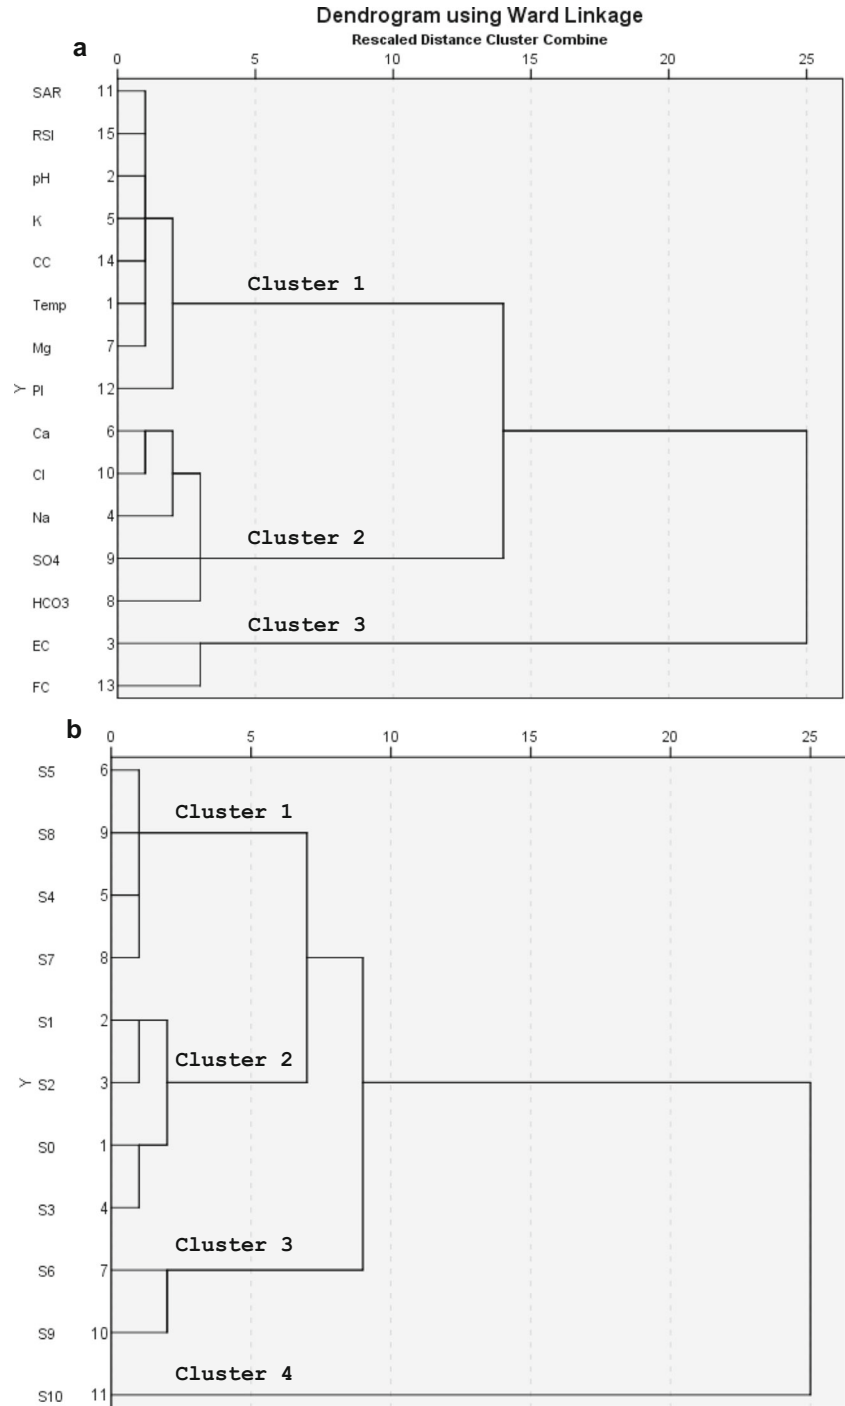 Dendrogram using Ward Linkage
Rescaled Distance Cluster Combine
a
0 5 10 15 20 25
SAR 11
RSI 15
pH 2
K 5
CC 14
Cluster 1
Temp 1
Mg 7
Y
PI 12
Ca 6
Cl 10
Na 4
Cluster 2
SO4 9
HCO3 8
Cluster 3
EC 3
FC 13
b
0 5 10 15 20 25
S5 6
Cluster 1
S8 9
S4 5
S7 8
S1 2
Cluster 2
Y
S2 3
S0 1
S3 4
Cluster 3
S6 7
S9 10
Cluster 4
S10 11